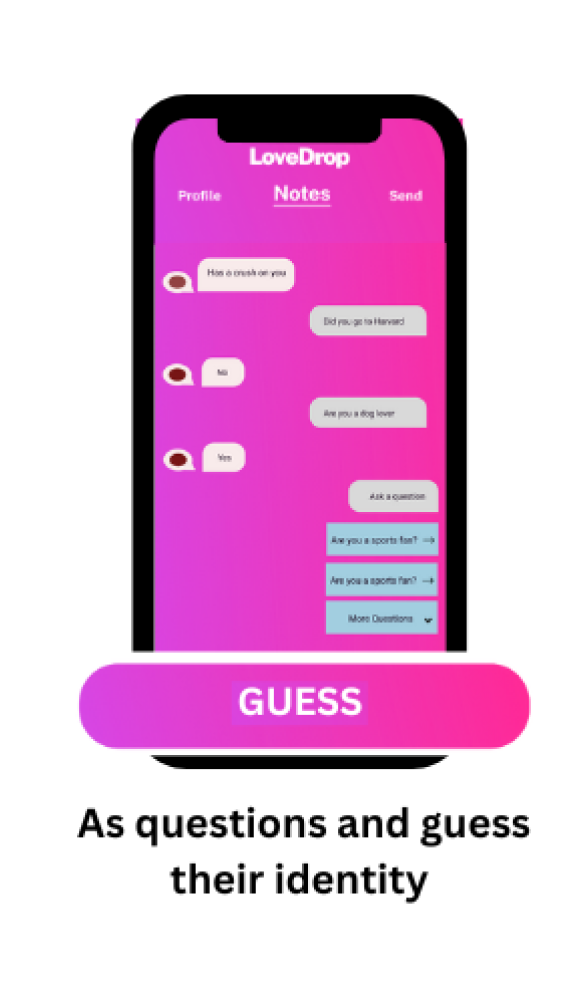 LoveDrop
Profile Notes Send
Has a crush on you
Did you go to Harvard
No
Are you a dog lover
Yes
Ask a question
Are you a sports fan? →
Are you a sports fan? →
More Questions
GUESS
As questions and guess
their identity